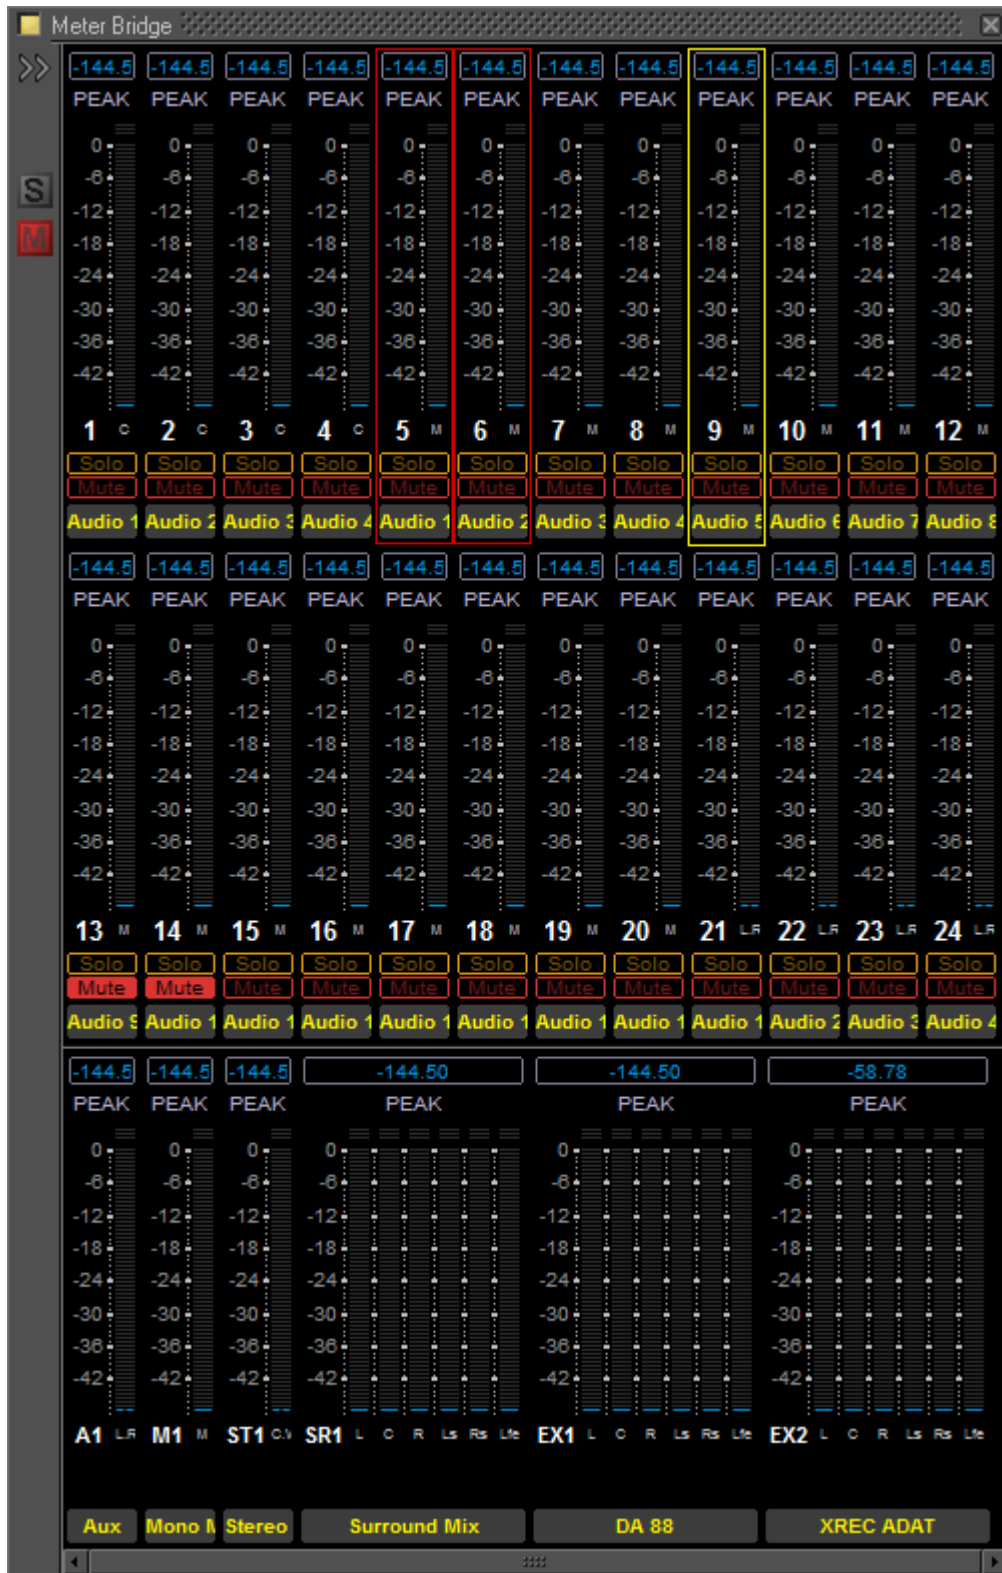 Meter Bridge
-144.5 -144.5 -144.5 -144.5 -144.5 -144.5 -144.5 -144.5 -144.5 -144.5 -144.5 -144.5
PEAK PEAK PEAK PEAK PEAK PEAK PEAK PEAK PEAK PEAK PEAK PEAK
0 0 0 0 0 0 0 0 0 0 0 0
-6 -6 -6 -6 -6 -6 -6 -6 -6 -6 -6 -6
S
-12 -12 -12 -12 -12 -12 -12 -12 -12 -12 -12 -12
M
-18 -18 -18 -18 -18 -18 -18 -18 -18 -18 -18 -18
-24 -24 -24 -24 -24 -24 -24 -24 -24 -24 -24 -24
-30 -30 -30 -30 -30 -30 -30 -30 -30 -30 -30 -30
-36 -36 -36 -36 -36 -36 -36 -36 -36 -36 -36 -36
-42 -42 -42 -42 -42 -42 -42 -42 -42 -42 -42 -42
1 C 2 C 3 C 4 C 5 M 6 M 7 M 8 M 9 M 10 M 11 M 12 M
Solo Solo Solo Solo Solo Solo Solo Solo Solo Solo Solo Solo
Mute Mute Mute Mute Mute Mute Mute Mute Mute Mute Mute Mute
Audio 1 Audio 2 Audio 3 Audio 4 Audio 1 Audio 2 Audio 3 Audio 4 Audio 5 Audio 6 Audio 7 Audio 8
-144.5 -144.5 -144.5 -144.5 -144.5 -144.5 -144.5 -144.5 -144.5 -144.5 -144.5 -144.5
PEAK PEAK PEAK PEAK PEAK PEAK PEAK PEAK PEAK PEAK PEAK PEAK
0 0 0 0 0 0 0 0 0 0 0 0
-6 -6 -6 -6 -6 -6 -6 -6 -6 -6 -6 -6
-12 -12 -12 -12 -12 -12 -12 -12 -12 -12 -12 -12
-18 -18 -18 -18 -18 -18 -18 -18 -18 -18 -18 -18
-24 -24 -24 -24 -24 -24 -24 -24 -24 -24 -24 -24
-30 -30 -30 -30 -30 -30 -30 -30 -30 -30 -30 -30
-36 -36 -36 -36 -36 -36 -36 -36 -36 -36 -36 -36
-42 -42 -42 -42 -42 -42 -42 -42 -42 -42 -42 -42
13 M 14 M 15 M 16 M 17 M 18 M 19 M 20 M 21 L.R 22 L.R 23 L.R 24 L.R
Solo Solo Solo Solo Solo Solo Solo Solo Solo Solo Solo Solo
Mute Mute Mute Mute Mute Mute Mute Mute Mute Mute Mute Mute
Audio 9 Audio 1 Audio 1 Audio 1 Audio 1 Audio 1 Audio 1 Audio 1 Audio 1 Audio 2 Audio 3 Audio 4
-144.5 -144.5 -144.5 -144.50 -144.50 -58.78
PEAK PEAK PEAK PEAK PEAK PEAK
0 0 0 0 0 0
-6 -6 -6 -6 -6 -6
-12 -12 -12 -12 -12 -12
-18 -18 -18 -18 -18 -18
-24 -24 -24 -24 -24 -24
-30 -30 -30 -30 -30 -30
-36 -36 -36 -36 -36 -36
-42 -42 -42 -42 -42 -42
A1 L.R M1 M ST1 SR1 L C R Ls Rs Lfe EX1 L C R Ls Rs Lfe EX2 L C R Ls Rs Lfe
Aux Mono Stereo Surround Mix DA 88 XREC ADAT